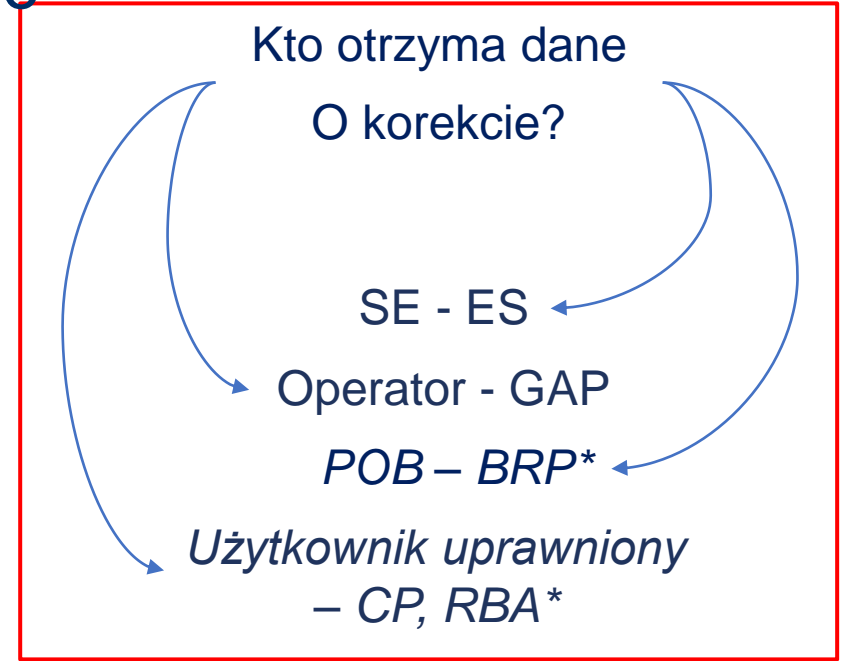 Kto otrzyma dane
O korekcie?
SE - ES
Operator - GAP
POB – BRP*
Użytkownik uprawniony
– CP, RBA*